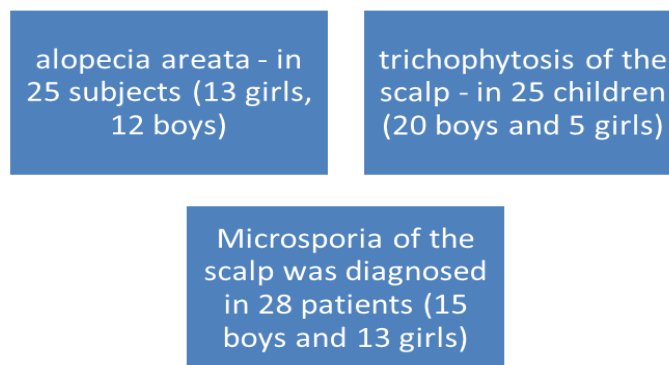 alopecia areata - in
25 subjects (13 girls,
12 boys)
trichophytosis of the
scalp - in 25 children
(20 boys and 5 girls)
Microsporia of the
scalp was diagnosed
in 28 patients (15
boys and 13 girls)